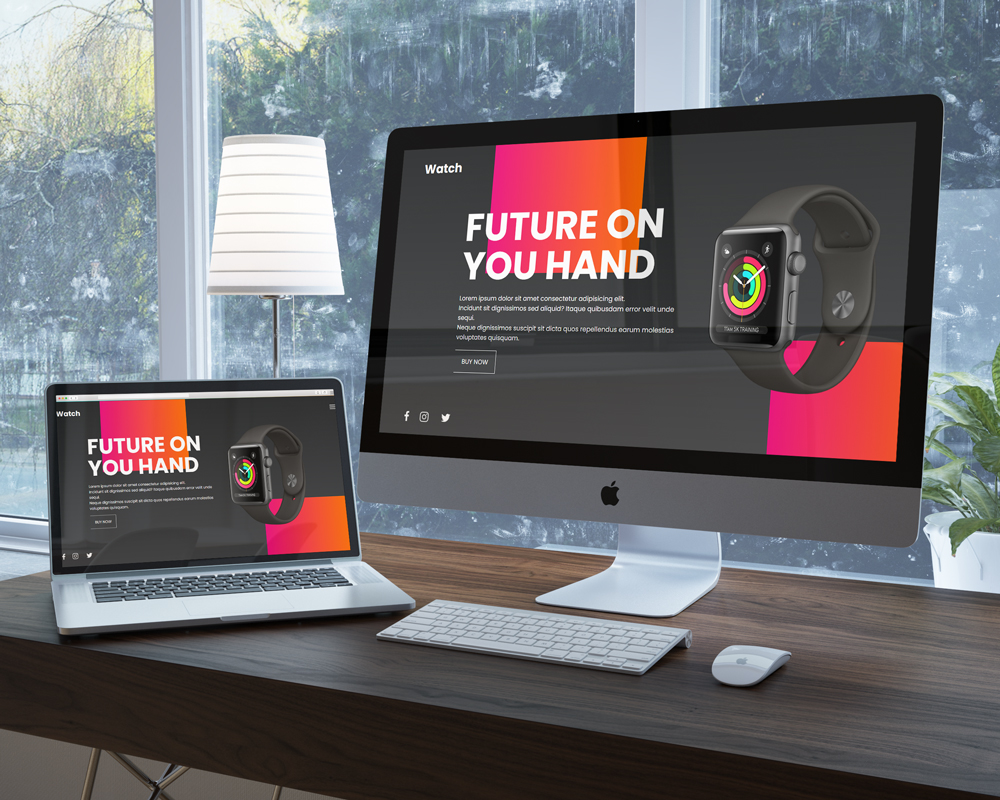 Watch
FUTURE ON
YOU HAND
Lorem ipsum dolor sit amet consectetur adipisicing elit.
Incidunt sit dignissimos sed aliquid? Itaque quibusdam error velit unde
sequi.
Neque dignissimos suscipit sit dicta quos repellendus earum molestias
voluptates quisquam.
BUY NOW
Watch
FUTURE ON
YOU HAND
Lorem ipsum dolor sit amet consectetur adipisicing elit.
Incidunt sit dignissimos sed aliquid? Itaque quibusdam error velit unde
sequi.
Neque dignissimos suscipit sit dicta quos repellendus earum molestias
voluptates quisquam.
BUY NOW